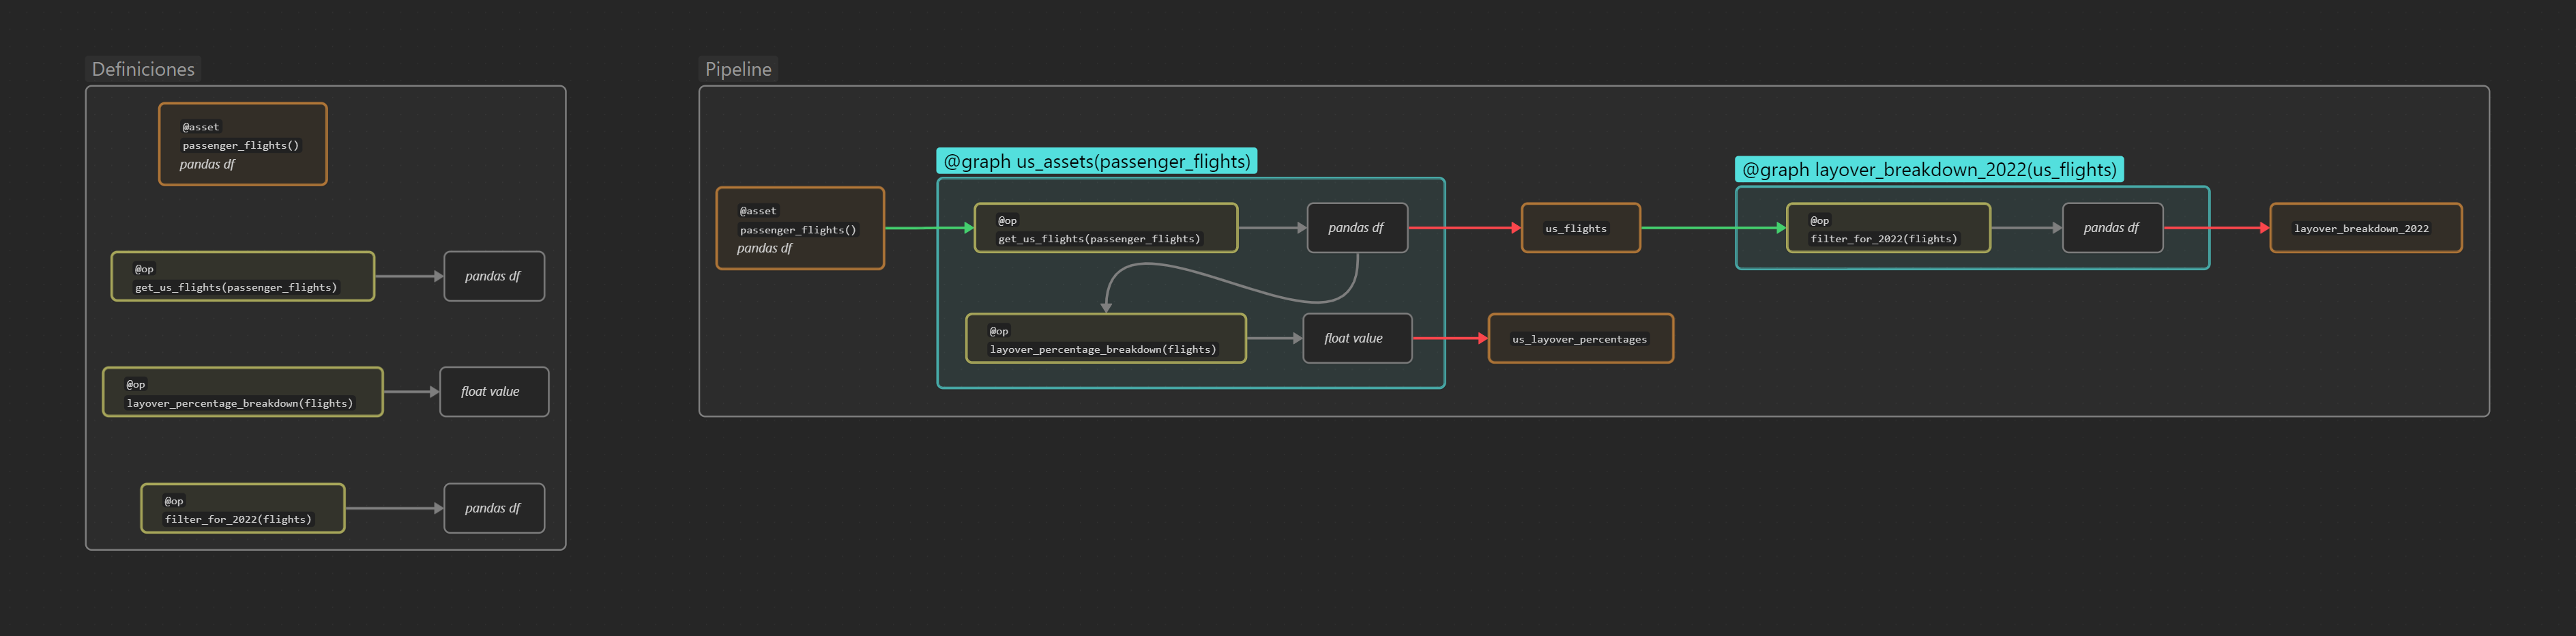 Definiciones
@asset
passenger_flights()
pandas df
@op
get_us_flights(passenger_flights)
pandas df
@op
layover_percentage_breakdown(flights)
float value
@op
filter_for_2022(flights)
pandas df
Pipeline
@asset
passenger_flights()
pandas df
@graph us_assets(passenger_flights)
@op
get_us_flights(passenger_flights)
pandas df
@op
layover_percentage_breakdown(flights)
float value
us_flights
us_layover_percentages
@graph layover_breakdown_2022(us_flights)
@op
filter_for_2022(flights)
pandas df
layover_breakdown_2022